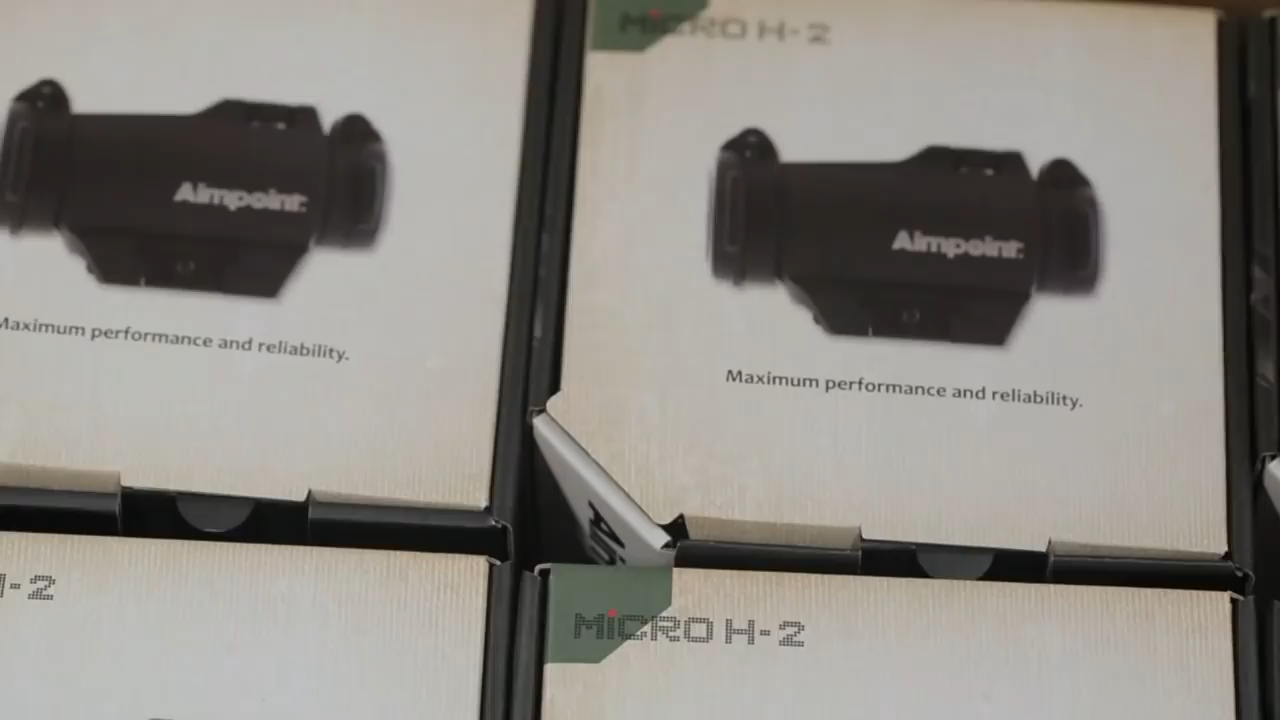 MiCRO H-2
Aimpoint
Aimpoint
Maximum performance and reliability.
Maximum performance and reliability.
H-2
MiCRO H-2